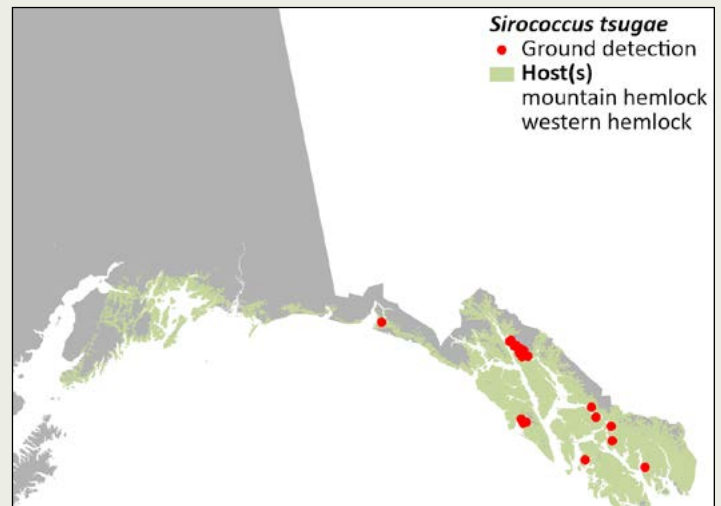 Sirococcus tsugae
Ground detection
Host(s)
mountain hemlock
western hemlock